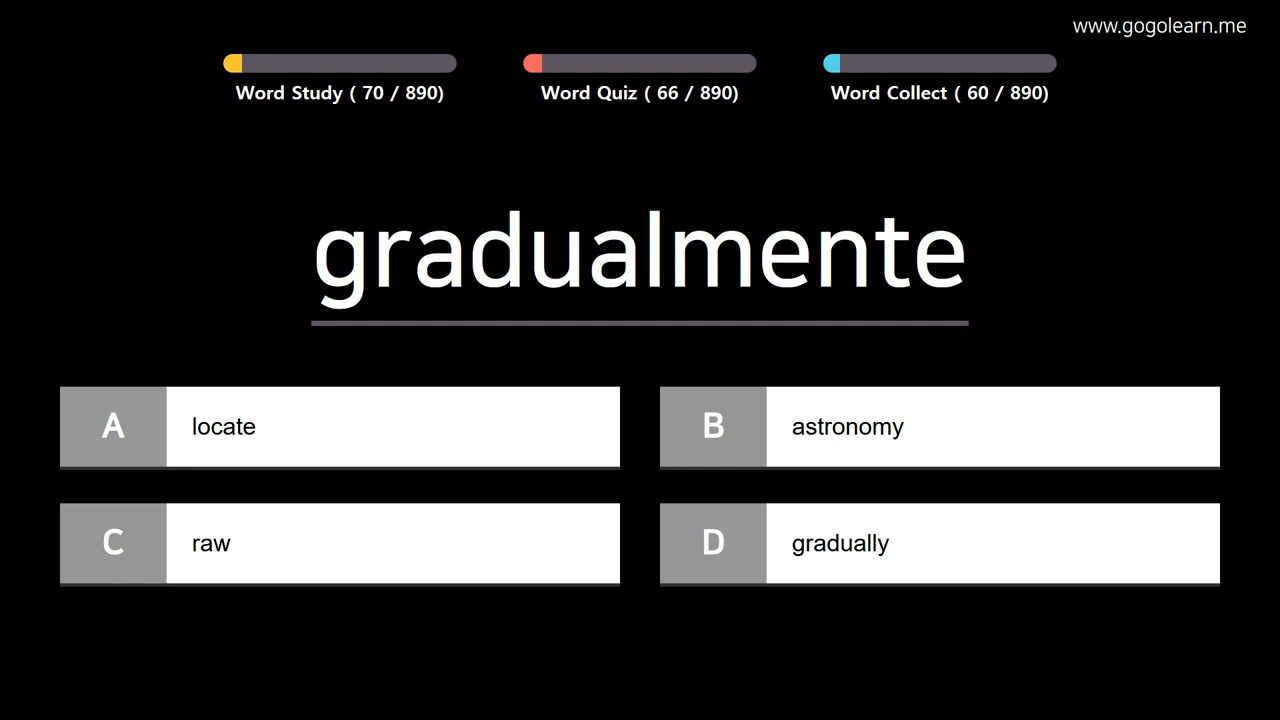 www.gogolearn.me
Word Study ( 70 / 890)
Word Quiz ( 66 / 890)
Word Collect ( 60 / 890)
gradualmente
A locate
B astronomy
C raw
D gradually